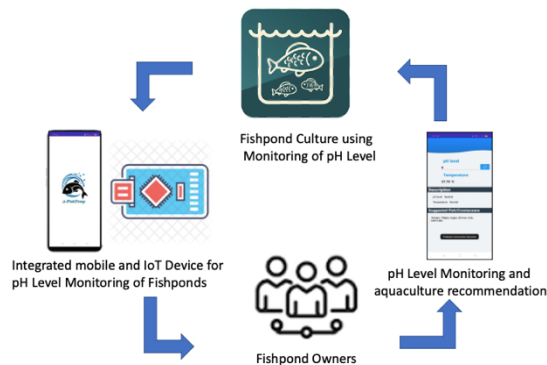 Fishpond Culture using
Monitoring of pH Level
Integrated mobile and IoT Device for
pH Level Monitoring of Fishponds
pH level
Temperature
Description
pH Level Monitoring and
aquaculture recommendation
Fishpond Owners